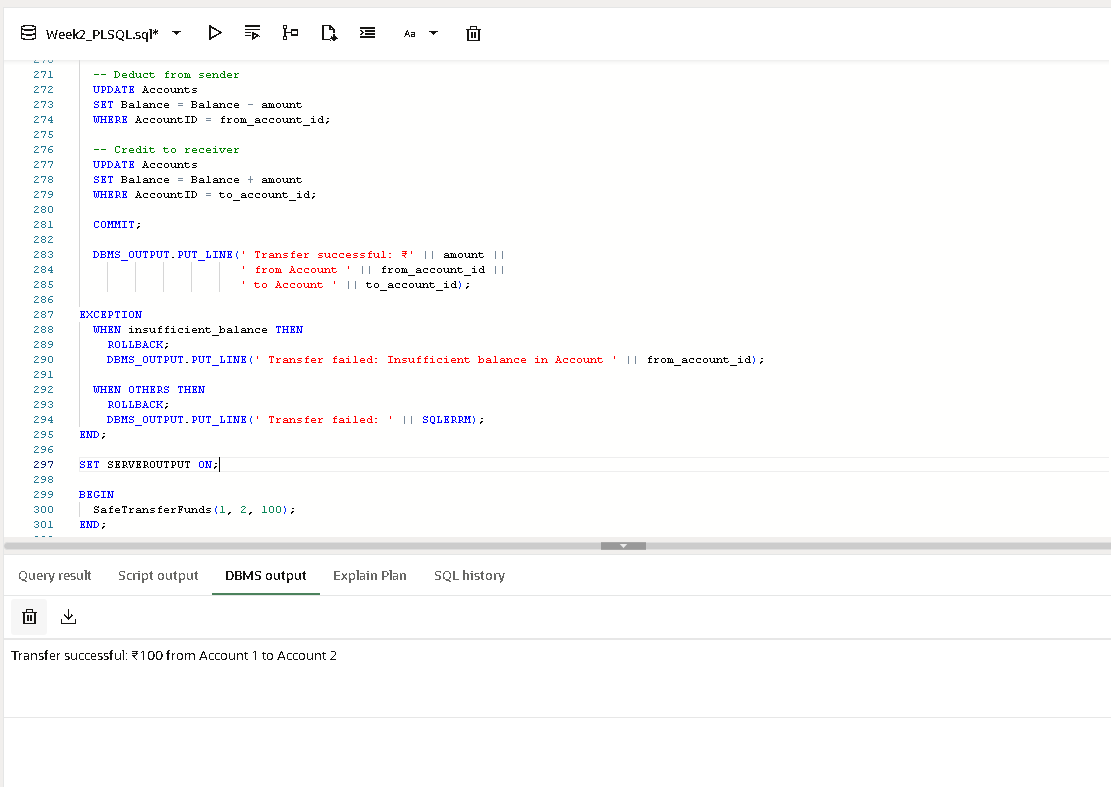 Week2_PLSQL.sql*
Aa
270
271 -- Deduct from sender
272 UPDATE Accounts
273 SET Balance = Balance - amount
274 WHERE AccountID = from_account_id;
275
276 -- Credit to receiver
277 UPDATE Accounts
278 SET Balance = Balance + amount
279 WHERE AccountID = to_account_id;
280
281 COMMIT;
282
283 DBMS_OUTPUT.PUT_LINE(' Transfer successful: ₹' || amount ||
284 ' from Account ' || from_account_id ||
285 ' to Account ' || to_account_id);
286
287 EXCEPTION
288 WHEN insufficient_balance THEN
289 ROLLBACK;
290 DBMS_OUTPUT.PUT_LINE(' Transfer failed: Insufficient balance in Account ' || from_account_id);
291
292 WHEN OTHERS THEN
293 ROLLBACK;
294 DBMS_OUTPUT.PUT_LINE(' Transfer failed: ' || SQLERRM);
295 END;
296
297 SET SERVEROUTPUT ON;
298
299 BEGIN
300 SafeTransferFunds(1, 2, 100);
301 END;
Query result Script output DBMS output Explain Plan SQL history
Transfer successful: ₹100 from Account 1 to Account 2